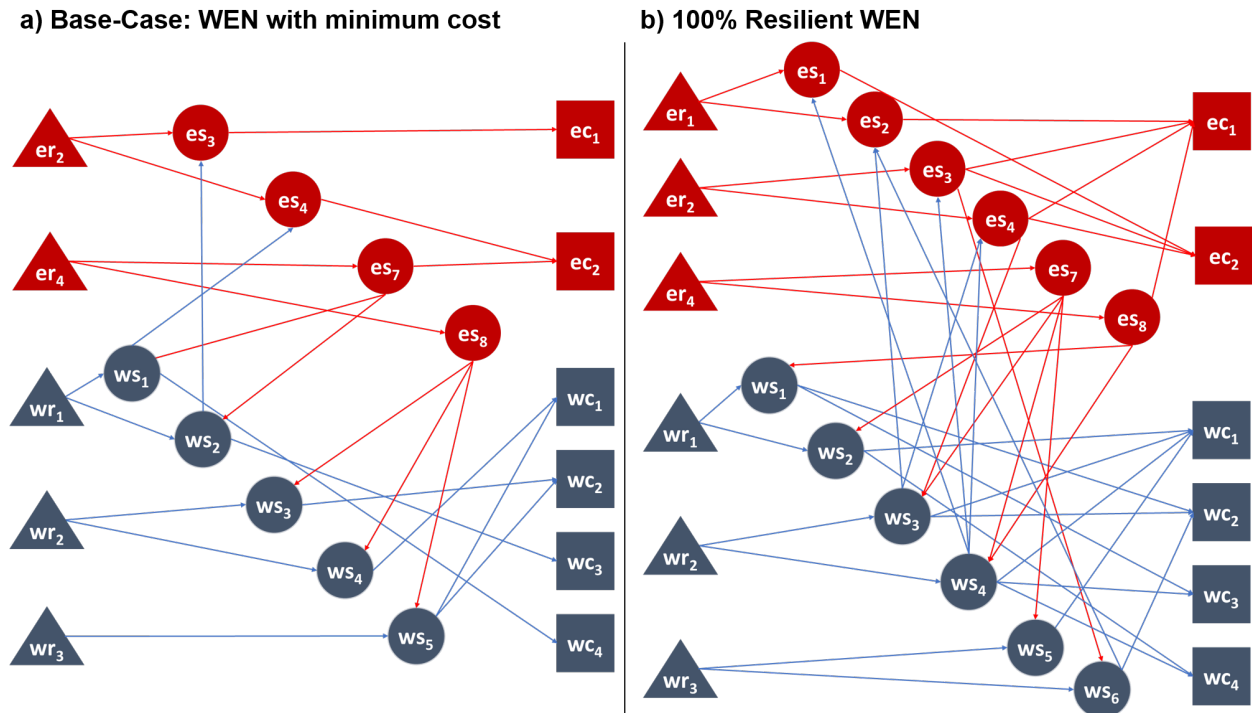 a) Base-Case: WEN with minimum cost
er₂
es₃
ec₁
es₄
er₄
es₇
ec₂
es₈
wr₁
ws₁
wc₁
ws₂
wc₂
wr₂
ws₃
wc₃
ws₄
wr₃
ws₅
wc₄
b) 100% Resilient WEN
es₁
er₁
es₂
ec₁
er₂
es₃
es₄
ec₂
er₄
es₇
es₈
ws₁
wr₁
ws₂
wc₁
ws₃
wc₂
wr₂
ws₄
wc₃
ws₅
wr₃
ws₆
wc₄